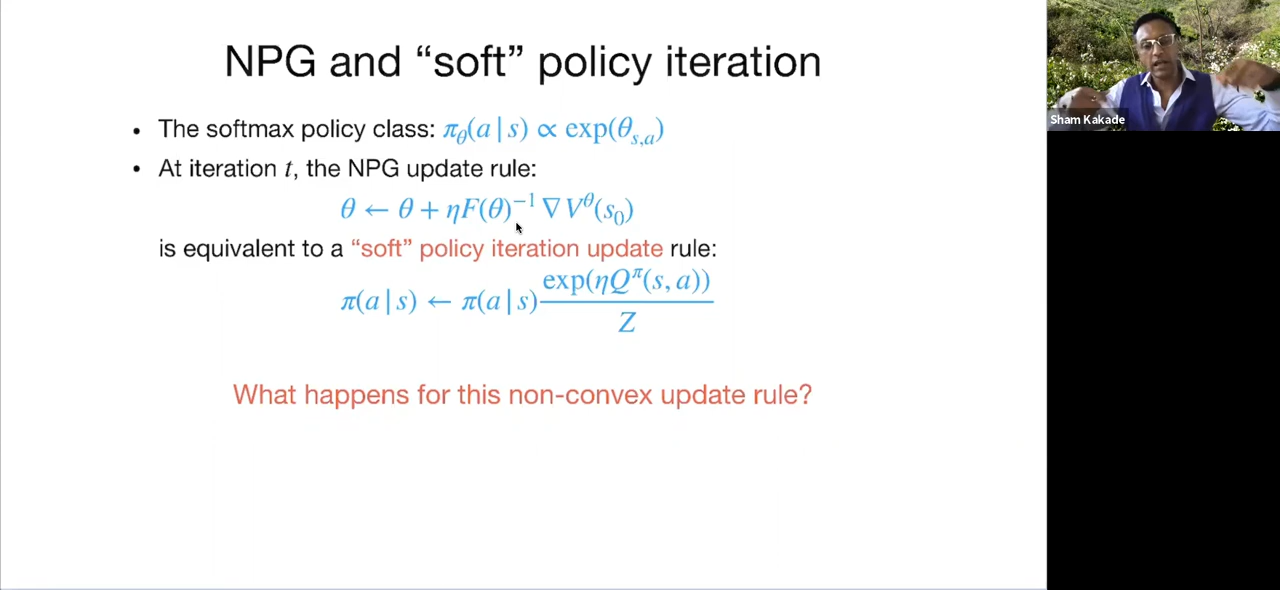 NPG and “soft” policy iteration
• The softmax policy class: π_θ(a | s) ∝ exp(θ_{s,a})
• At iteration t, the NPG update rule:
θ ← θ + ηF(θ)^{−1} ∇V^θ(s_0)
is equivalent to a “soft” policy iteration update rule:
π(a | s) ← π(a | s) exp(ηQ^π(s, a)) / Z
What happens for this non-convex update rule?
Sham Kakade